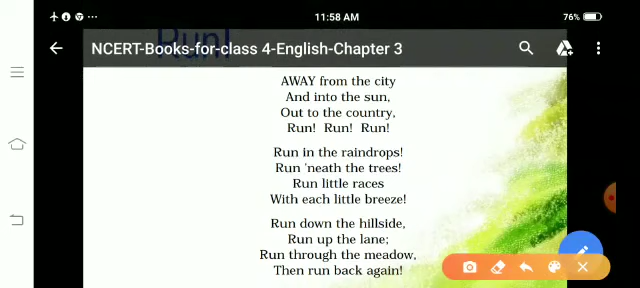 11:58 AM
76%
Run!
NCERT-Books-for-class 4-English-Chapter 3
AWAY from the city
And into the sun,
Out to the country,
Run! Run! Run!
Run in the raindrops!
Run 'neath the trees!
Run little races
With each little breeze!
Run down the hillside,
Run up the lane;
Run through the meadow,
Then run back again!